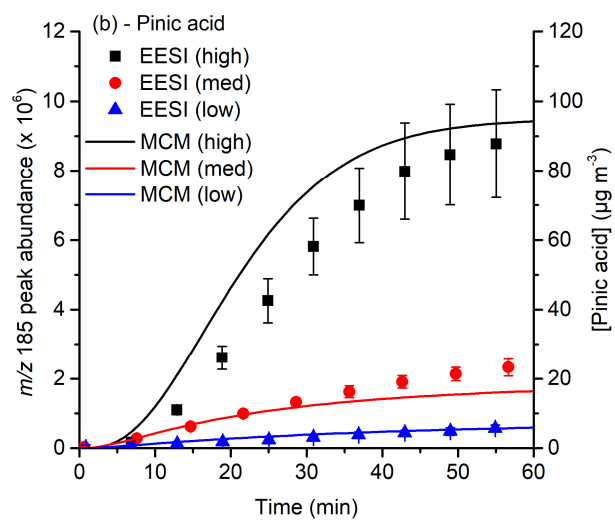 (b) - Pinic acid
EESI (high)
EESI (med)
EESI (low)
MCM (high)
MCM (med)
MCM (low)
m/z 185 peak abundance (x 10⁶)
12
10
8
6
4
2
0
[Pinic acid] (µg m⁻³)
120
100
80
60
40
20
0
0 10 20 30 40 50 60
Time (min)